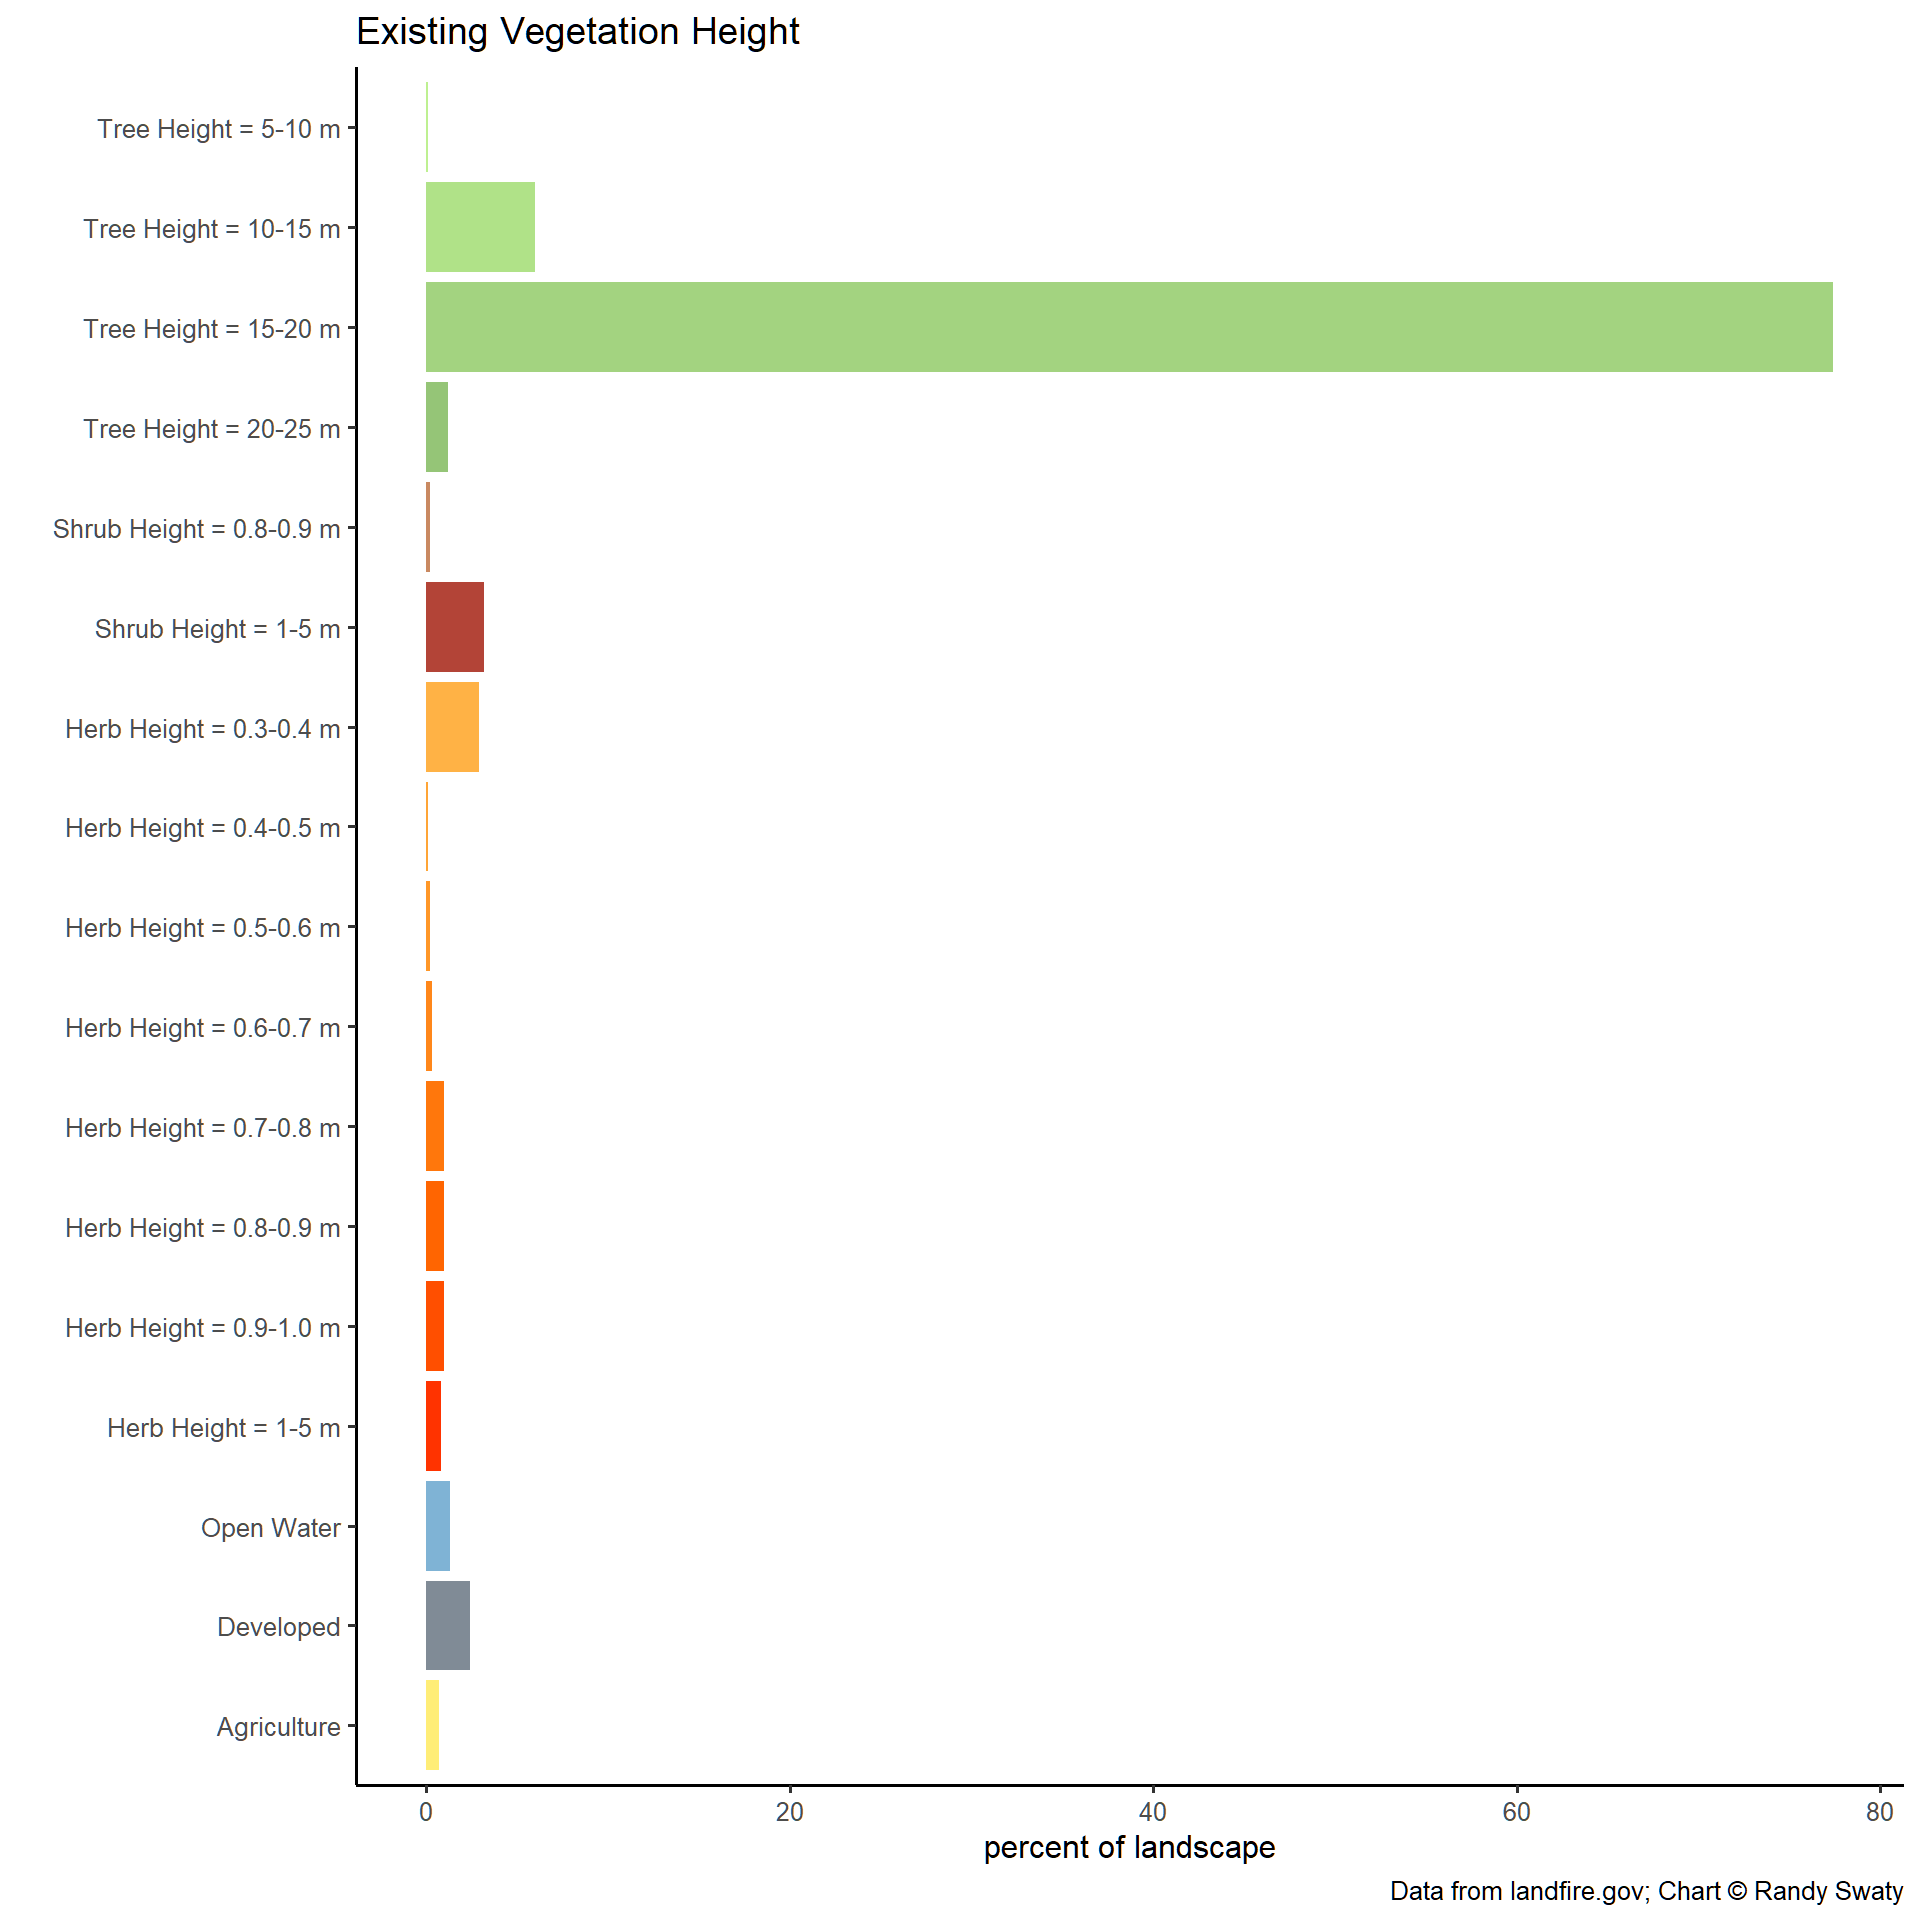 Existing Vegetation Height
Tree Height = 5-10 m
Tree Height = 10-15 m
Tree Height = 15-20 m
Tree Height = 20-25 m
Shrub Height = 0.8-0.9 m
Shrub Height = 1-5 m
Herb Height = 0.3-0.4 m
Herb Height = 0.4-0.5 m
Herb Height = 0.5-0.6 m
Herb Height = 0.6-0.7 m
Herb Height = 0.7-0.8 m
Herb Height = 0.8-0.9 m
Herb Height = 0.9-1.0 m
Herb Height = 1-5 m
Open Water
Developed
Agriculture
0 20 40 60 80
percent of landscape
Data from landfire.gov; Chart © Randy Swaty